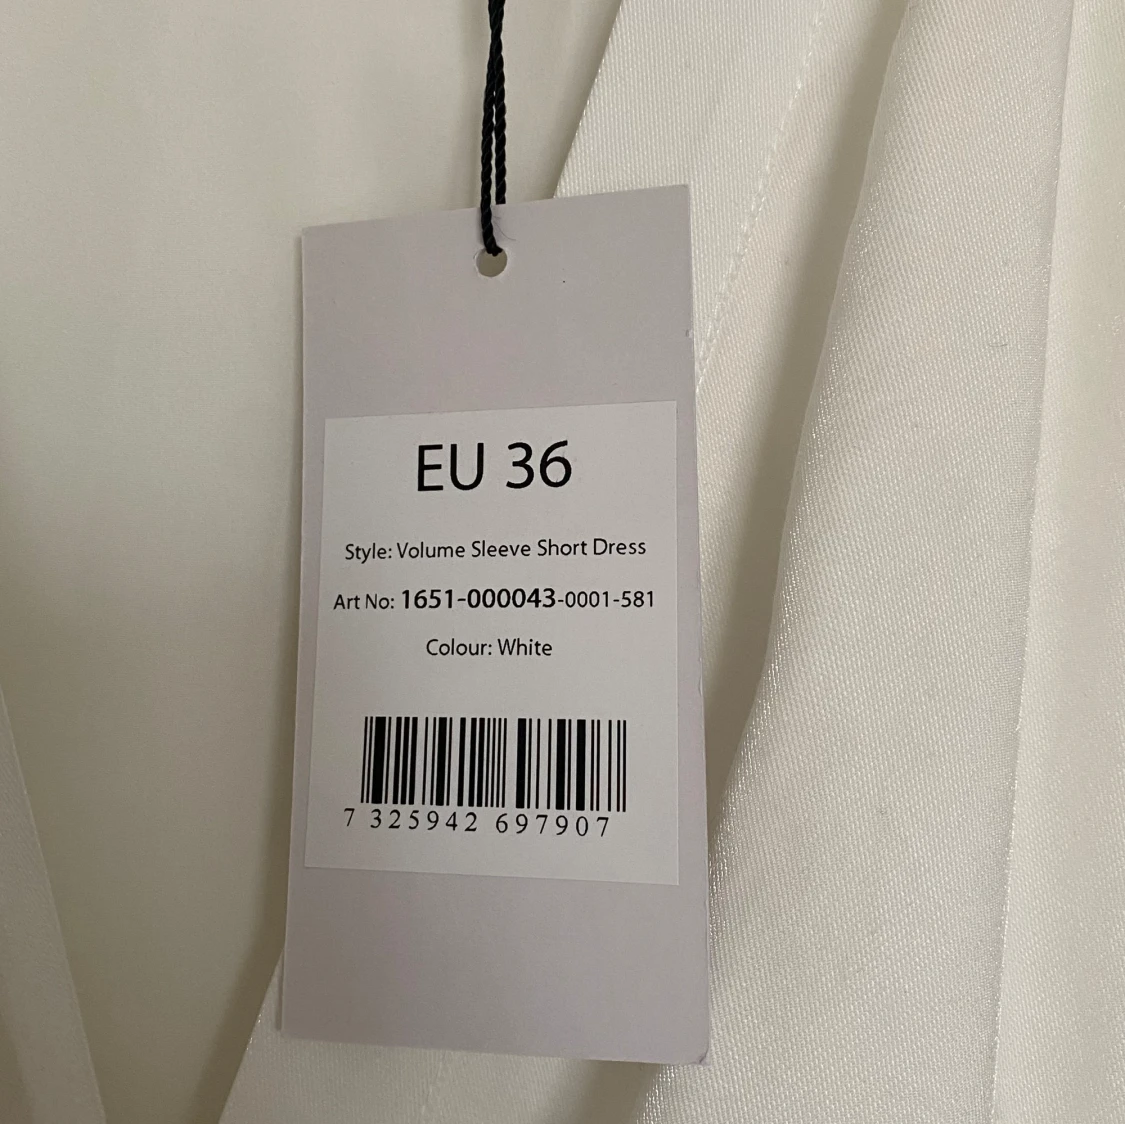 EU 36
Style: Volume Sleeve Short Dress
Art No: 1651-000043-0001-581
Colour: White
7 325942 697907